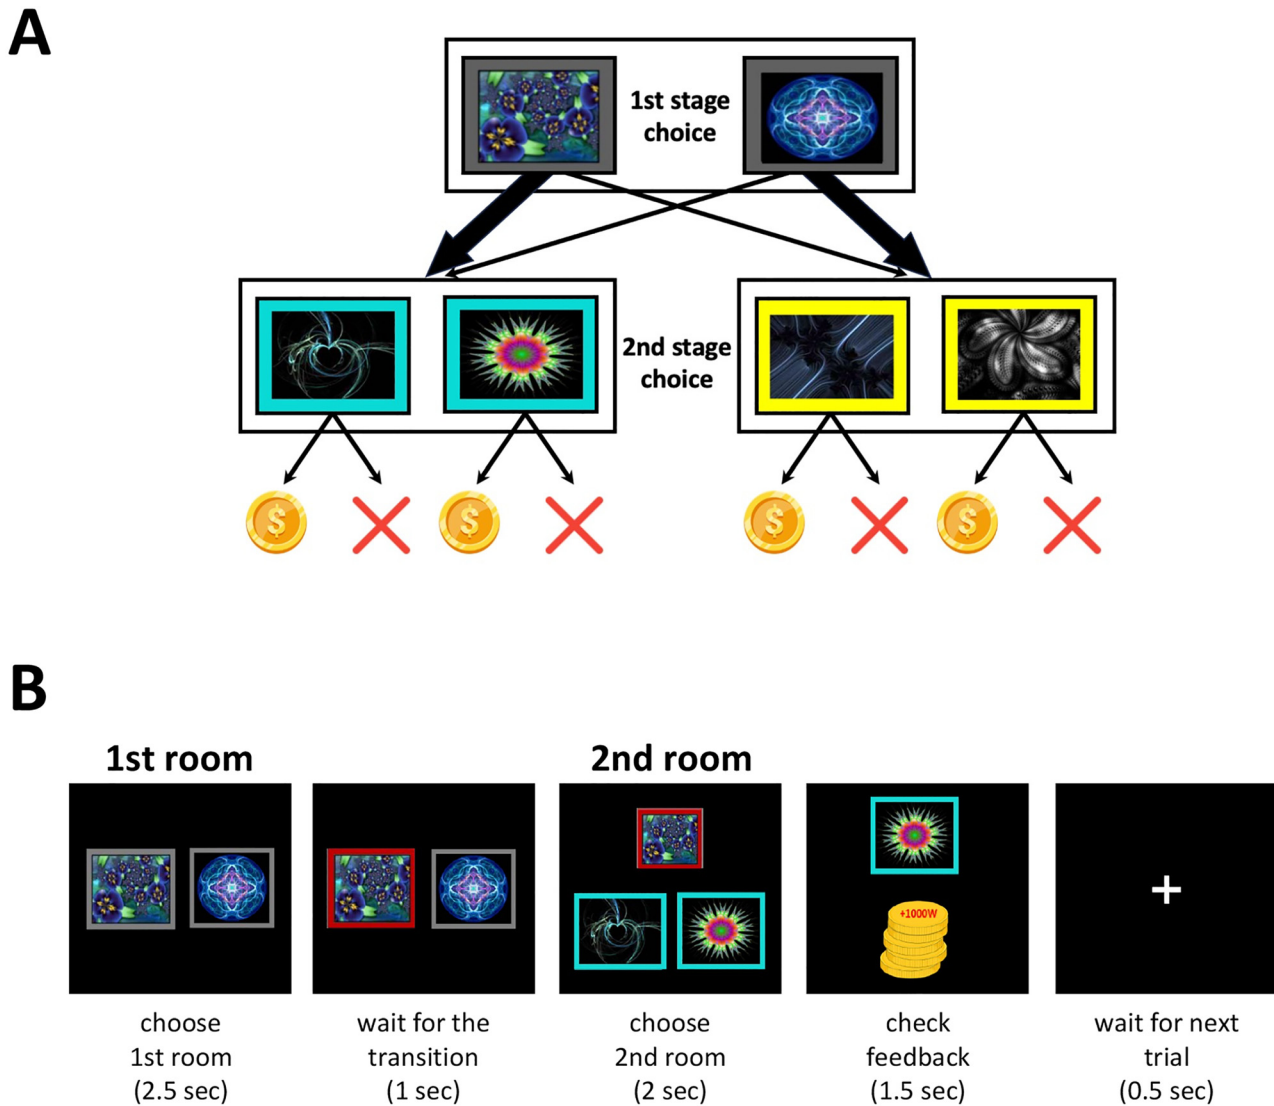 A
1st stage
choice
2nd stage
choice
$ $ $ $
B
1st room
2nd room
+1000W
choose
1st room
(2.5 sec)
wait for the
transition
(1 sec)
choose
2nd room
(2 sec)
check
feedback
(1.5 sec)
wait for next
trial
(0.5 sec)